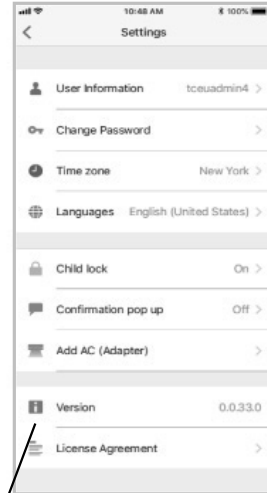 10:48 AM 100%
Settings
User Information tceuadmin4
Change Password
Time zone New York
Languages English (United States)
Child lock On
Confirmation pop up Off
Add AC (Adapter)
Version 0.0.33.0
License Agreement